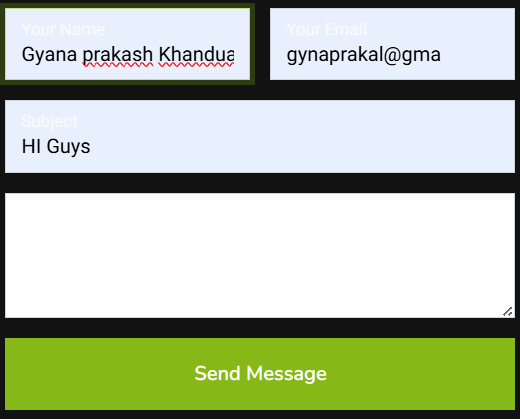 Your Name
Your Email
Gyana prakash Khandua
gynaprakal@gma
Subject
HI Guys
Send Message